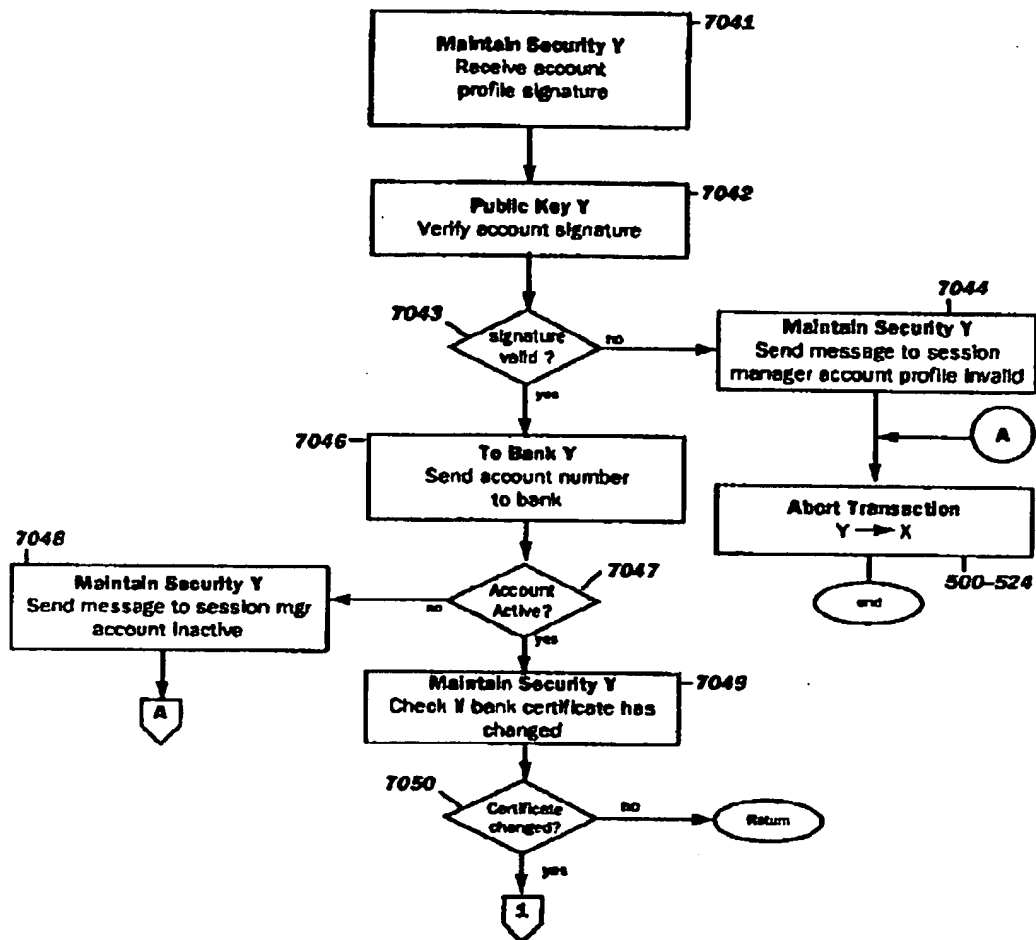 7041
Maintain Security Y
Receive account
profile signature
7042
Public Key Y
Verify account signature
7043
signature
valid ?
no
yes
7044
Maintain Security Y
Send message to session
manager account profile invalid
A
7046
To Bank Y
Send account number
to bank
Abort Transaction
Y → X
500-524
end
7048
Maintain Security Y
Send message to session mgr
account inactive
A
7047
Account
Active?
no
yes
7049
Maintain Security Y
Check if bank certificate has
changed
7050
Certificate
changed?
no
Return
yes
1